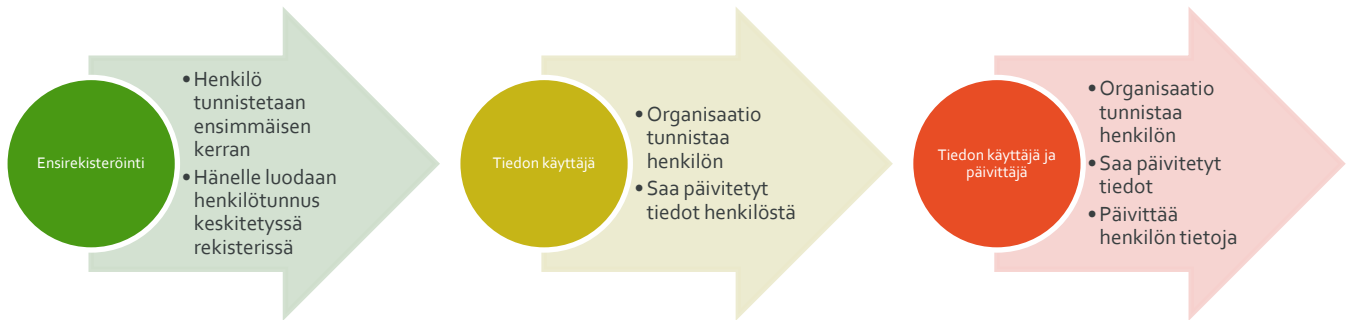 Ensirekisteröinti
• Henkilö
tunnistetaan
ensimmäisen
kerran
• Hänelle luodaan
henkilötunnus
keskitetyssä
rekisterissä
Tiedon käyttäjä
• Organisaatio
tunnistaa
henkilön
• Saa päivitetyt
tiedot henkilöstä
Tiedon käyttäjä ja
päivittäjä
• Organisaatio
tunnistaa
henkilön
• Saa päivitetyt
tiedot
• Päivittää
henkilön tietoja